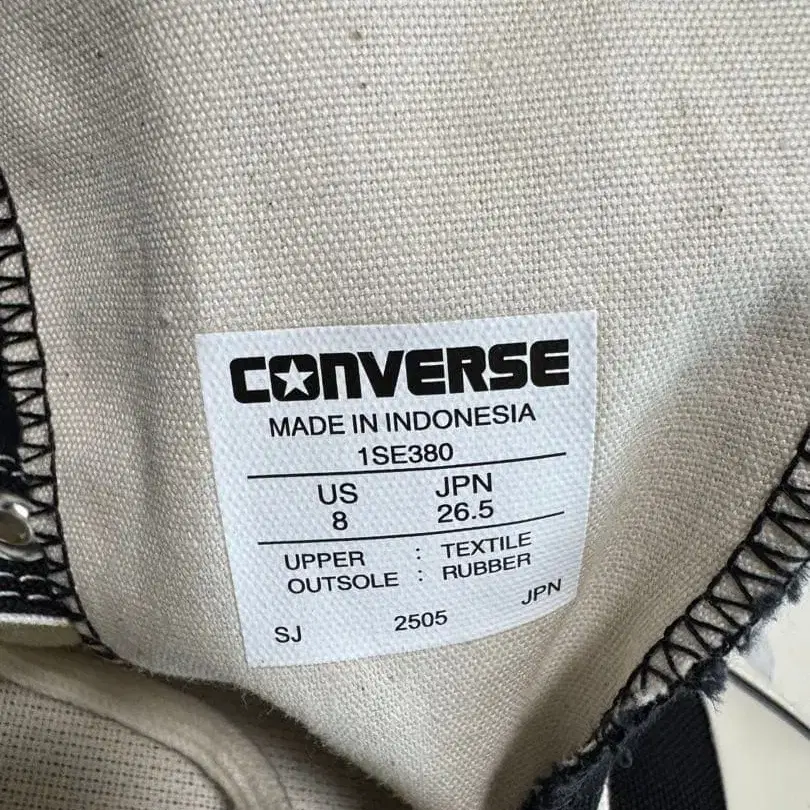 CONVERSE
MADE IN INDONESIA
1SE380
US JPN
8 26.5
UPPER : TEXTILE
OUTSOLE : RUBBER
SJ 2505 JPN